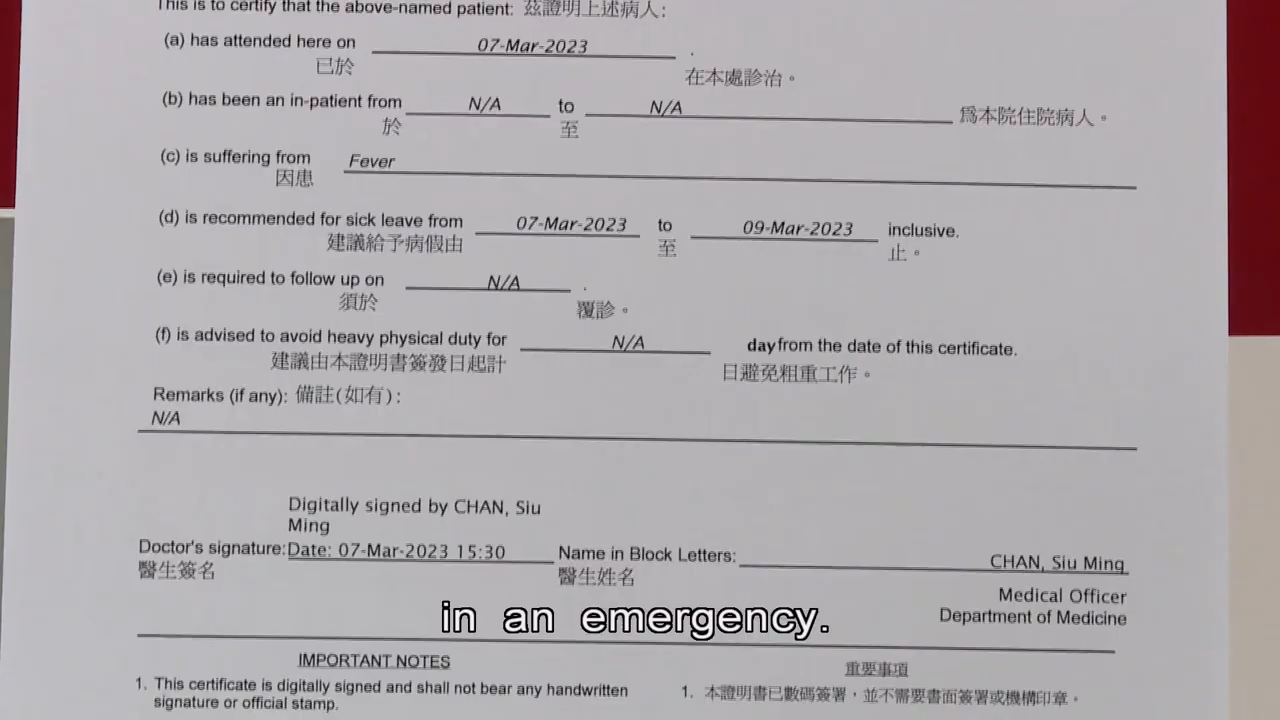 This is to certify that the above-named patient: 茲證明上述病人:
(a) has attended here on 07-Mar-2023 .
已於 在本處診治。
(b) has been an in-patient from N/A to N/A
於 至 爲本院住院病人。
(c) is suffering from Fever
因患
(d) is recommended for sick leave from 07-Mar-2023 to 09-Mar-2023 inclusive.
建議給予病假由 至 止。
(e) is required to follow up on N/A .
須於 覆診。
(f) is advised to avoid heavy physical duty for N/A day from the date of this certificate.
建議由本證明書簽發日起計 日避免粗重工作。
Remarks (if any): 備註(如有):
N/A
Digitally signed by CHAN, Siu
Ming
Doctor's signature: Date: 07-Mar-2023 15:30 Name in Block Letters: CHAN, Siu Ming
醫生簽名 醫生姓名
Medical Officer
Department of Medicine
in an emergency.
IMPORTANT NOTES 重要事項
1. This certificate is digitally signed and shall not bear any handwritten
signature or official stamp.
1. 本證明書已數碼簽署，並不需要書面簽署或機構印章。